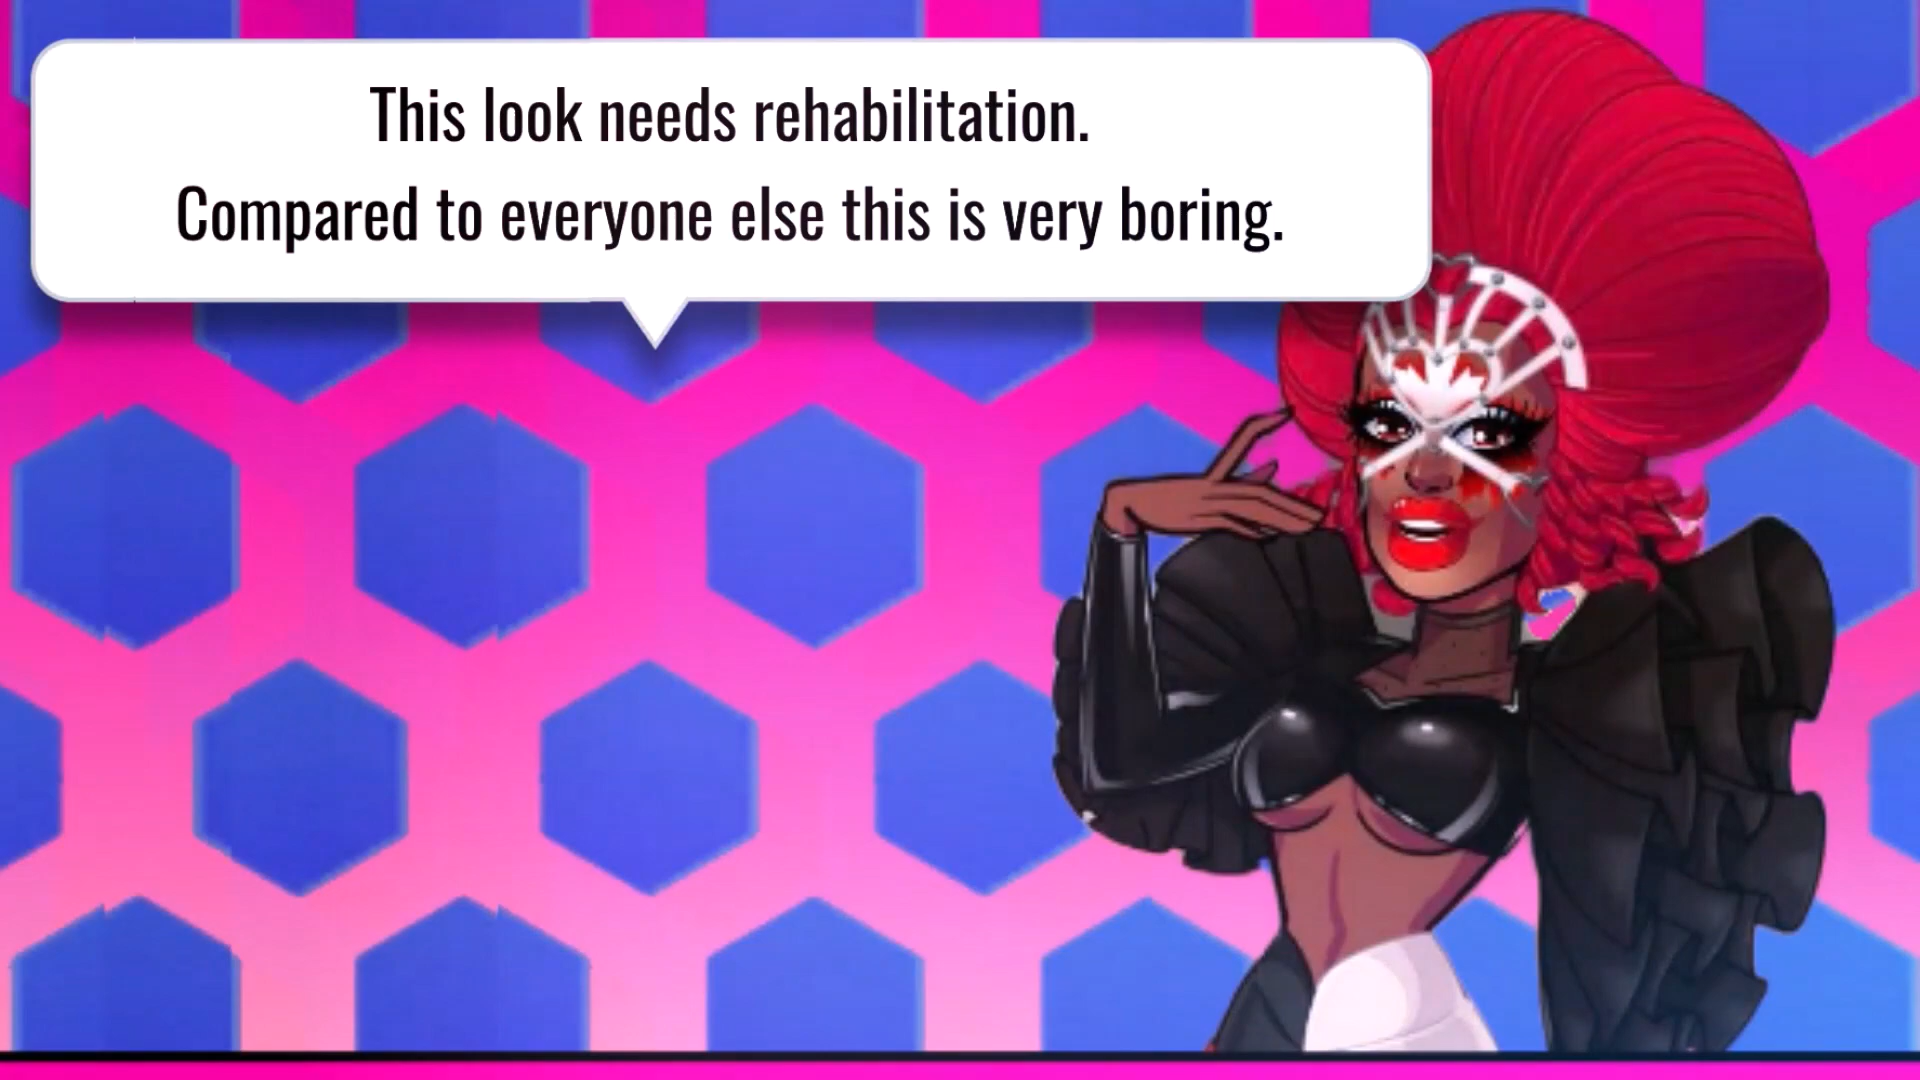 This look needs rehabilitation.
Compared to everyone else this is very boring.